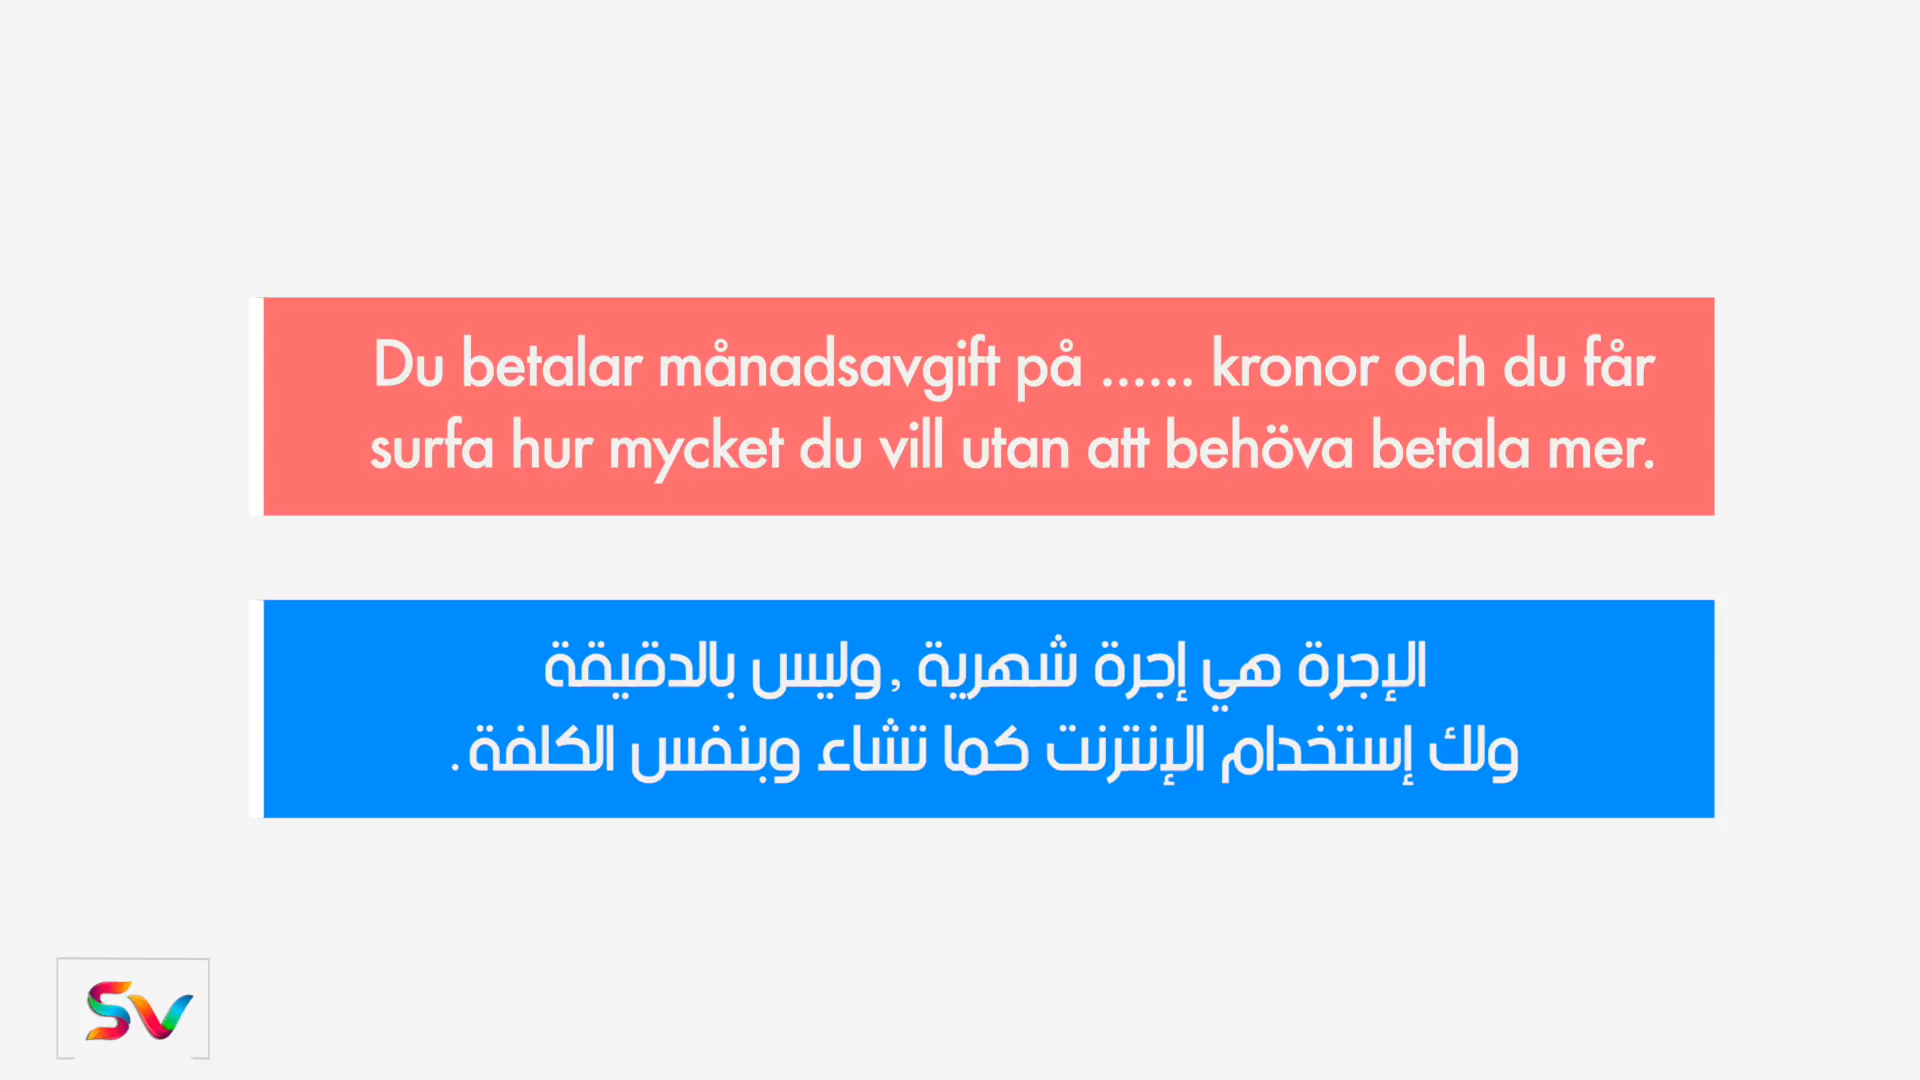 Du betalar månadsavgift på ...... kronor och du får
surfa hur mycket du vill utan att behöva betala mer.
الإجرة هي إجرة شهرية , وليس بالدقيقة
ولك إستخدام الإنترنت كما تشاء وبنفس الكلفة .
SV